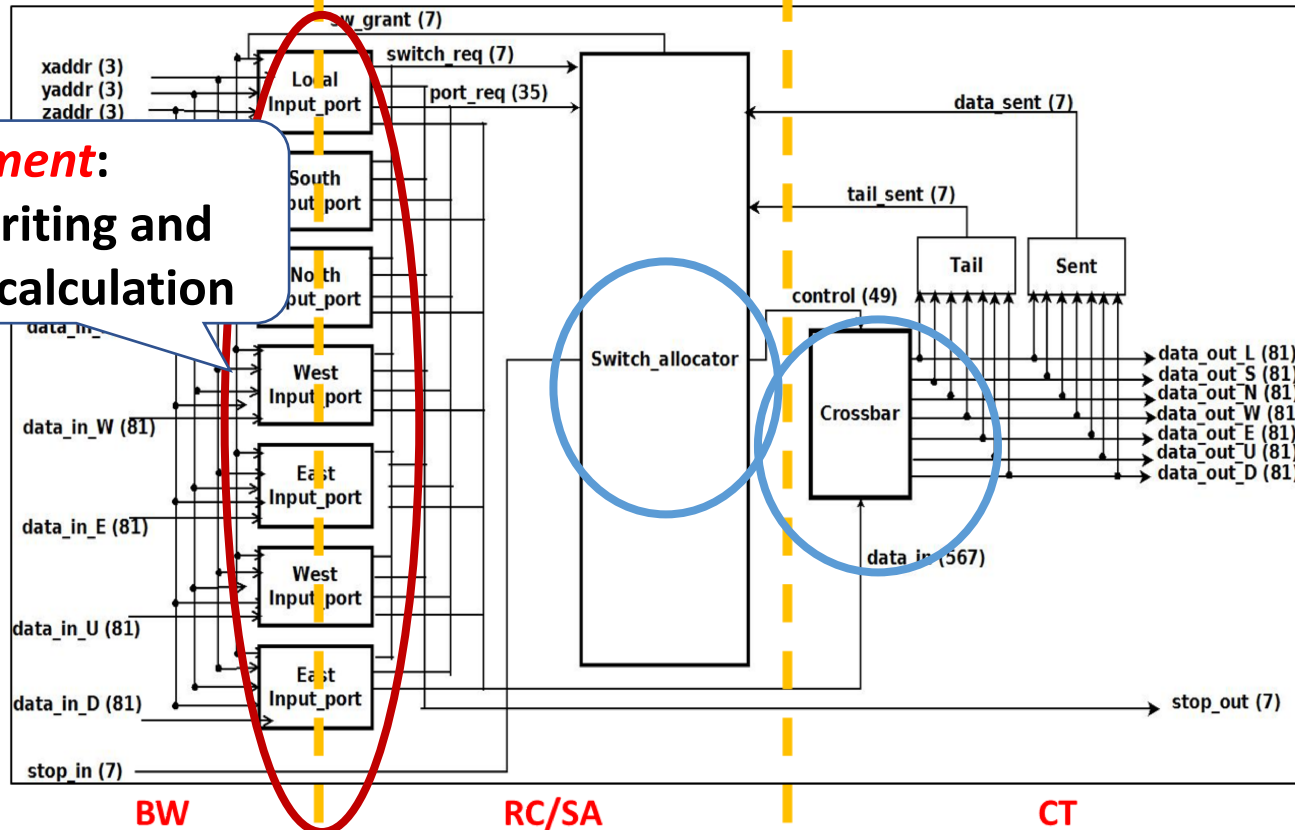 sw_grant (7)
xaddr (3)
yaddr (3)
zaddr (3)
Local
Input_port
switch_req (7)
port_req (35)
ment:
riting and
calculation
South
put_port
North
put_port
data_in_
West
Input_port
data_in_W (81)
East
Input_port
data_in_E (81)
West
Input_port
data_in_U (81)
East
Input_port
data_in_D (81)
stop_in (7)
Switch_allocator
data_sent (7)
tail_sent (7)
Tail
Sent
control (49)
Crossbar
data_in (567)
data_out_L (81)
data_out_S (81)
data_out_N (81)
data_out_W (81
data_out_E (81)
data_out_U (81)
data_out_D (81)
stop_out (7)
BW
RC/SA
CT